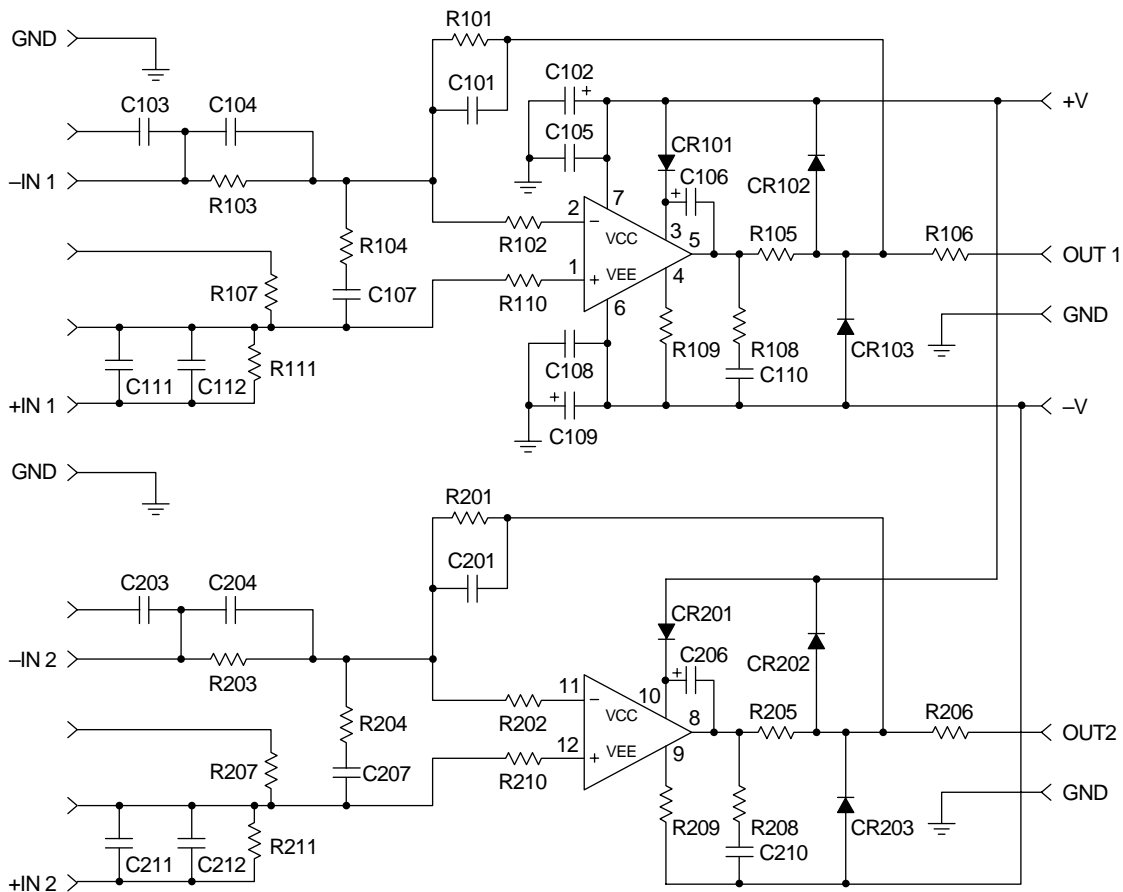 R101
GND
C101
C102
+
+V
C103
C104
C105
CR101
CR102
–IN 1
R103
C106
+
7
2
–
VCC
3
5
R102
R104
R105
R106
OUT 1
1
+
VEE
4
R107
C107
R110
6
GND
R111
C108
R109
R108
CR103
C111
C112
C110
+IN 1
+
C109
–V
GND
R201
C201
C203
C204
CR201
CR202
–IN 2
R203
C206
+
11
–
VCC
10
8
R202
R204
R205
R206
OUT2
12
+
VEE
9
R207
C207
R210
GND
R211
R209
R208
CR203
C211
C212
C210
+IN 2